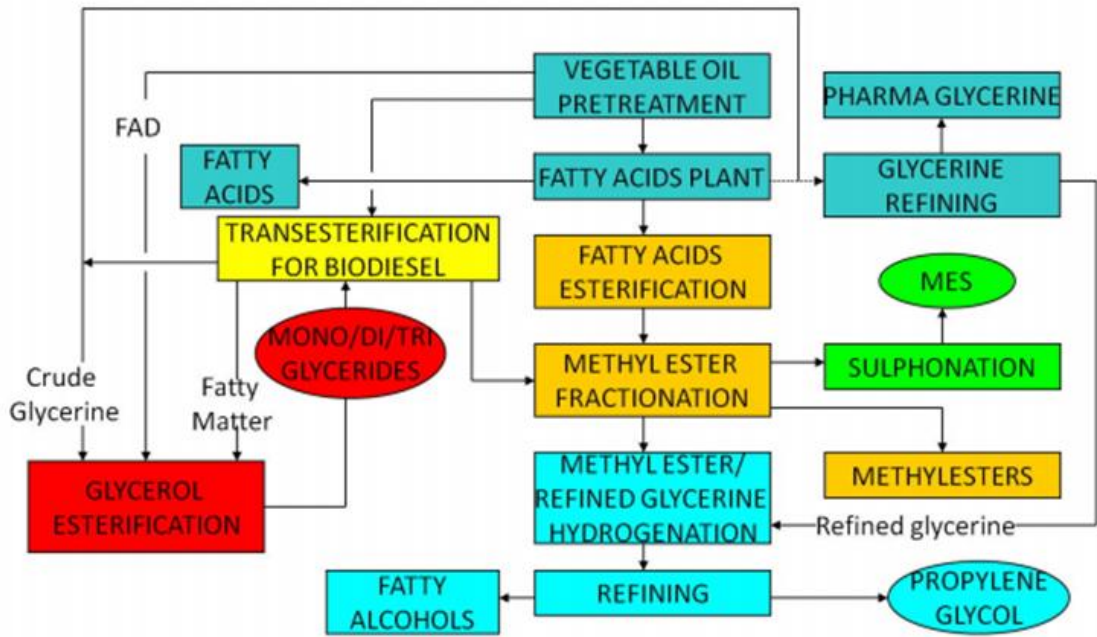 VEGETABLE OIL
PRETREATMENT
PHARMA GLYCERINE
FAD
FATTY
ACIDS
FATTY ACIDS PLANT
GLYCERINE
REFINING
TRANSESTERIFICATION
FOR BIODIESEL
FATTY ACIDS
ESTERIFICATION
MES
MONO/DI/TRI
GLYCERIDES
METHYL ESTER
FRACTIONATION
SULPHONATION
Crude
Glycerine
Fatty
Matter
GLYCEROL
ESTERIFICATION
METHYL ESTER/
REFINED GLYCERINE
HYDROGENATION
METHYLESTERS
Refined glycerine
FATTY
ALCOHOLS
REFINING
PROPYLENE
GLYCOL